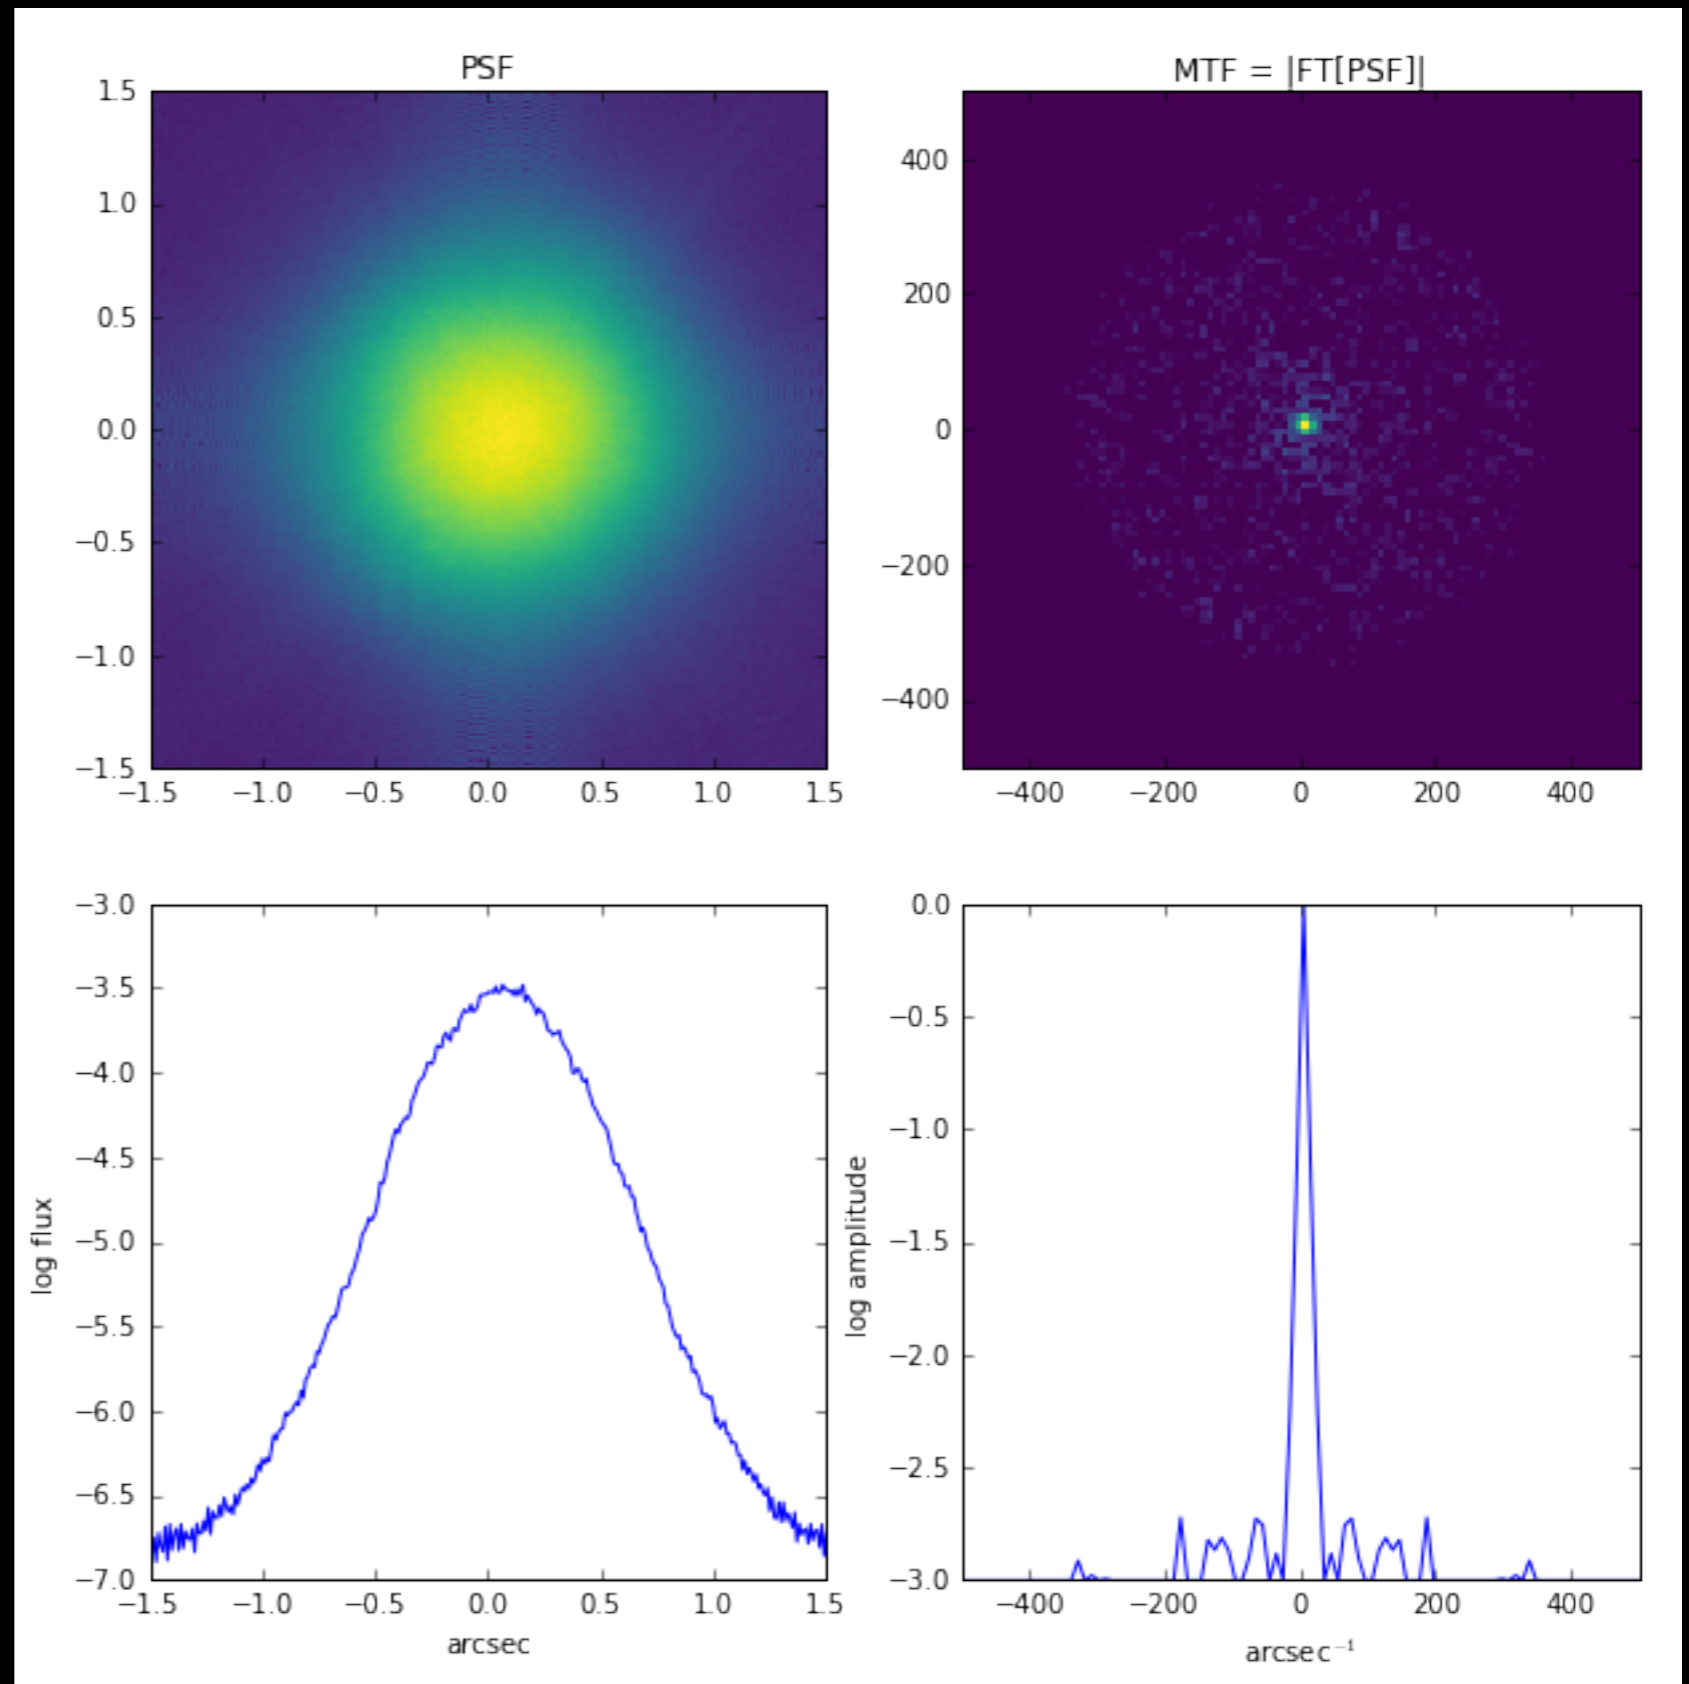 PSF
1.5
1.0
0.5
0.0
−0.5
−1.0
−1.5
−1.5 −1.0 −0.5 0.0 0.5 1.0 1.5
MTF = |FT[PSF]|
400
200
0
−200
−400
−400 −200 0 200 400
−3.0
−3.5
−4.0
−4.5
−5.0
−5.5
−6.0
−6.5
−7.0
log flux
−1.5 −1.0 −0.5 0.0 0.5 1.0 1.5
arcsec
0.0
−0.5
−1.0
−1.5
−2.0
−2.5
−3.0
log amplitude
−400 −200 0 200 400
arcsec⁻¹